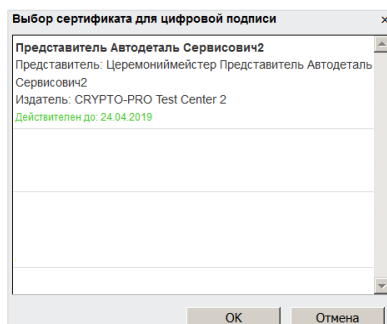 Выбор сертификата для цифровой подписи ×
Представитель Автодеталь Сервисович2
Представитель: Церемониймейстер Представитель Автодеталь
Сервисович2
Издатель: CRYPTO-PRO Test Center 2
Действителен до: 24.04.2019
OK Отмена